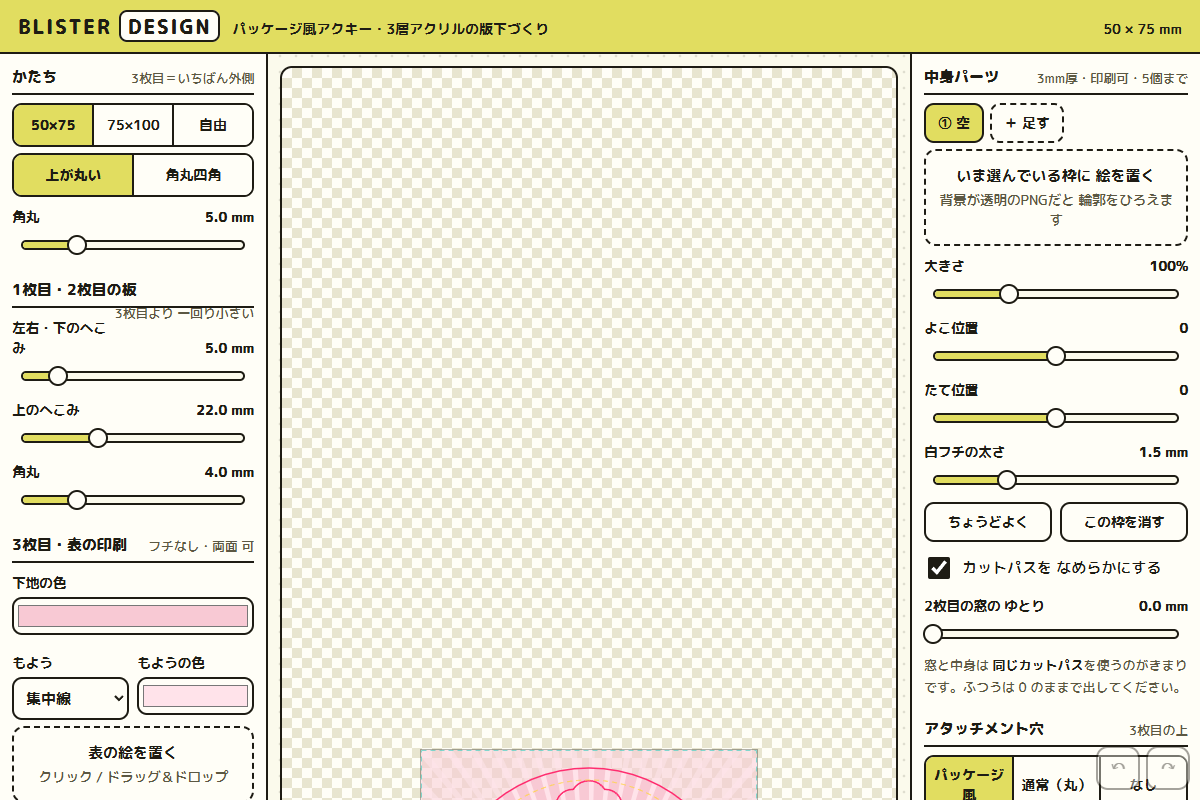 BLISTER DESIGN パッケージ風アクキー・3層アクリルの版下づくり 50 × 75 mm
かたち 3枚目＝いちばん外側
50×75 75×100 自由
上が丸い 角丸四角
角丸 5.0 mm
1枚目・2枚目の板
3枚目より 一回り小さい
左右・下のへこ
み 5.0 mm
上のへこみ 22.0 mm
角丸 4.0 mm
3枚目・表の印刷 フチなし・両面 可
下地の色
もよう もようの色
集中線
表の絵を置く
クリック / ドラッグ＆ドロップ
中身パーツ 3mm厚・印刷可・5個まで
① 空 ＋ 足す
いま選んでいる枠に 絵を置く
背景が透明のPNGだと 輪郭をひろえま
す
大きさ 100%
よこ位置 0
たて位置 0
白フチの太さ 1.5 mm
ちょうどよく この枠を消す
カットパスを なめらかにする
2枚目の窓の ゆとり 0.0 mm
窓と中身は 同じカットパスを使うのがきまり
です。ふつうは 0 のままで出してください。
アタッチメント穴 3枚目の上
パッケージ
風 通常（丸） なし